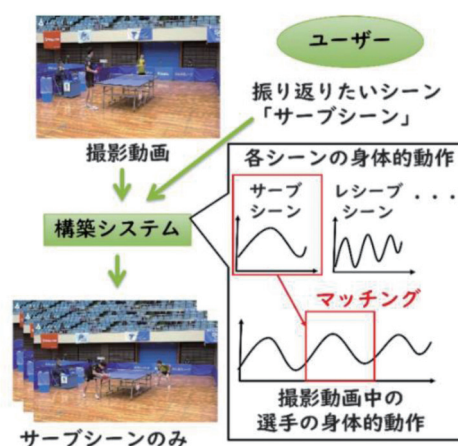 ユーザー
振り返りたいシーン
「サーブシーン」
撮影動画
構築システム
サーブシーンのみ
各シーンの身体的動作
サーブ
シーン
レシーブ
シーン
・・・
マッチング
撮影動画中の
選手の身体的動作